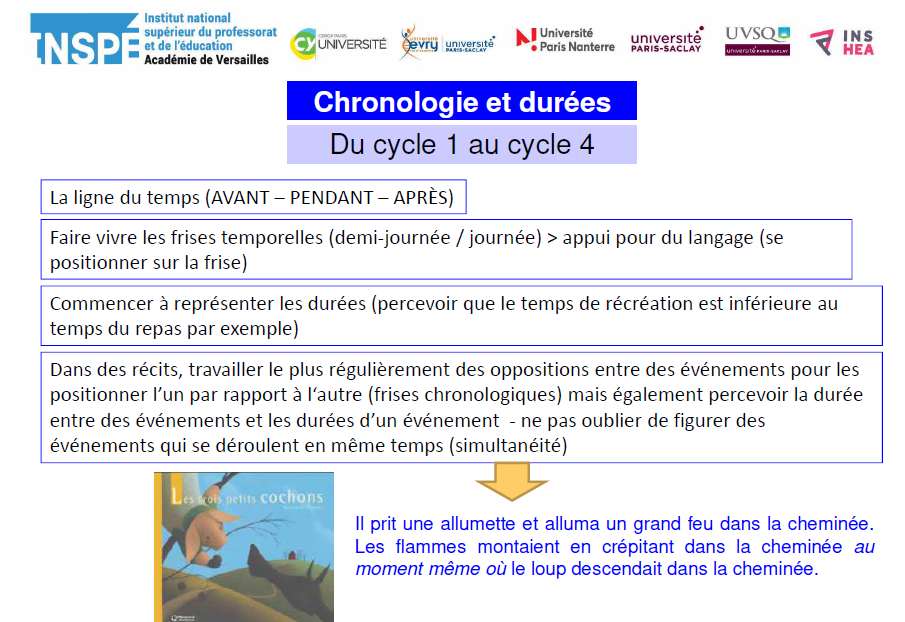 Institut national
supérieur du professorat
et de l'éducation
Académie de Versailles
INSPÉ
CY
CERGY PARIS
UNIVERSITÉ
université
evry
université
PARIS-SACLAY
Université
Paris Nanterre
université
PARIS-SACLAY
UVSQ
université PARIS-SACLAY
INS
HEA
Chronologie et durées
Du cycle 1 au cycle 4
La ligne du temps (AVANT – PENDANT – APRÈS)
Faire vivre les frises temporelles (demi-journée / journée) > appui pour du langage (se
positionner sur la frise)
Commencer à représenter les durées (percevoir que le temps de récréation est inférieure au
temps du repas par exemple)
Dans des récits, travailler le plus régulièrement des oppositions entre des événements pour les
positionner l'un par rapport à l'autre (frises chronologiques) mais également percevoir la durée
entre des événements et les durées d'un événement - ne pas oublier de figurer des
événements qui se déroulent en même temps (simultanéité)
Les trois petits cochons
Il prit une allumette et alluma un grand feu dans la cheminée.
Les flammes montaient en crépitant dans la cheminée au
moment même où le loup descendait dans la cheminée.